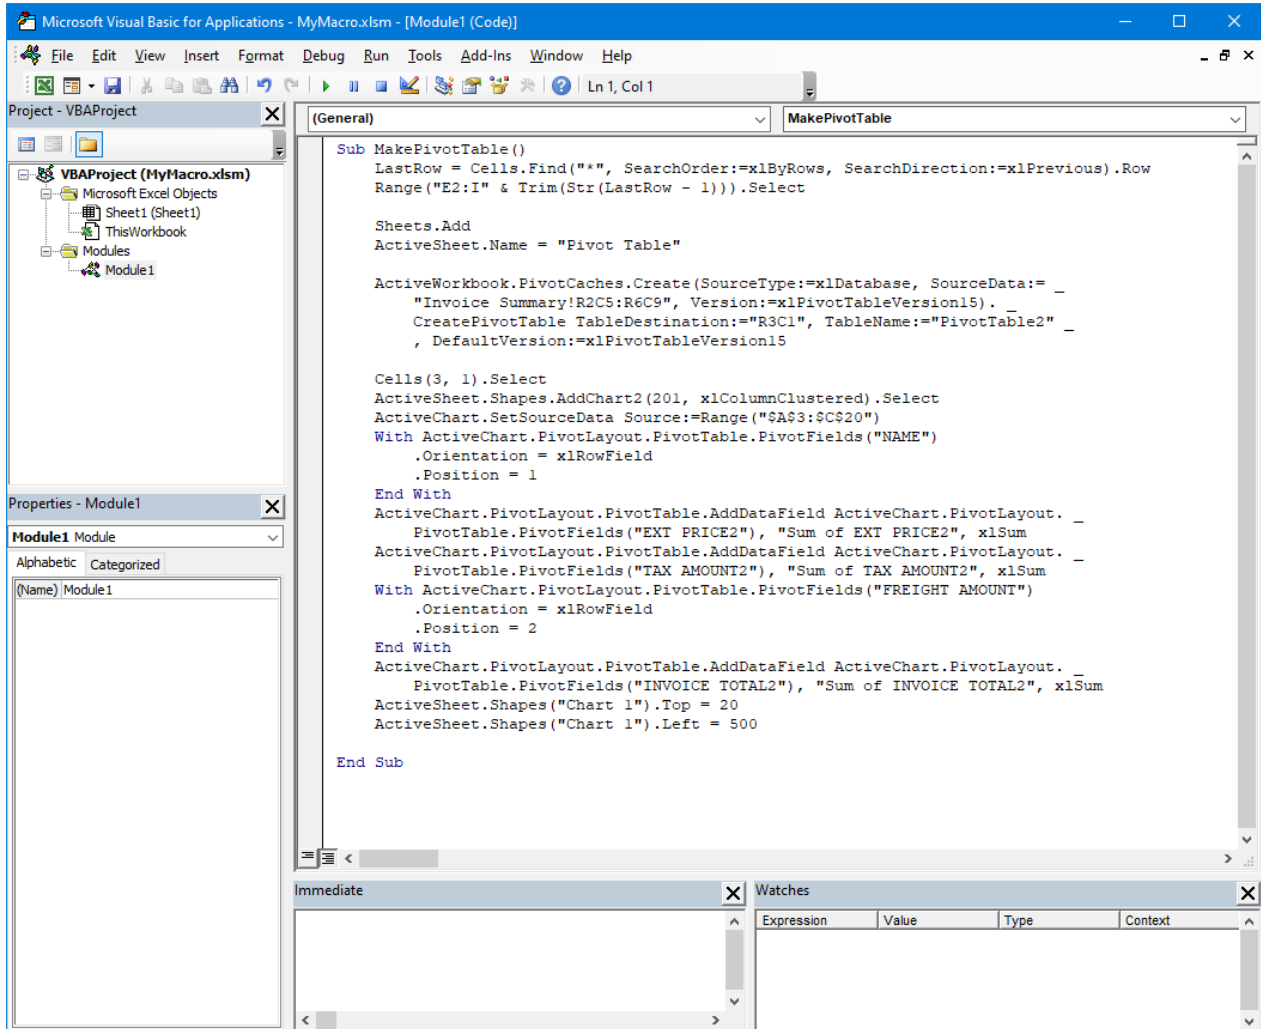 Microsoft Visual Basic for Applications - MyMacro.xlsm - [Module1 (Code)]
File Edit View Insert Format Debug Run Tools Add-Ins Window Help
Ln 1, Col 1
Project - VBAProject
(General)
MakePivotTable
VBAProject (MyMacro.xlsm)
Microsoft Excel Objects
Sheet1 (Sheet1)
ThisWorkbook
Modules
Module1
Sub MakePivotTable()
LastRow = Cells.Find("*", SearchOrder:=xlByRows, SearchDirection:=xlPrevious).Row
Range("E2:I" & Trim(Str(LastRow - 1))).Select
Sheets.Add
ActiveSheet.Name = "Pivot Table"
ActiveWorkbook.PivotCaches.Create(SourceType:=xlDatabase, SourceData:= _
"Invoice Summary!R2C5:R6C9", Version:=xlPivotTableVersion15). _
CreatePivotTable TableDestination:="R3C1", TableName:="PivotTable2" _
, DefaultVersion:=xlPivotTableVersion15
Cells(3, 1).Select
ActiveSheet.Shapes.AddChart2(201, xlColumnClustered).Select
ActiveChart.SetSourceData Source:=Range("$A$3:$C$20")
With ActiveChart.PivotLayout.PivotTable.PivotFields("NAME")
.Orientation = xlRowField
.Position = 1
End With
ActiveChart.PivotLayout.PivotTable.AddDataField ActiveChart.PivotLayout. _
PivotTable.PivotFields("EXT PRICE2"), "Sum of EXT PRICE2", xlSum
ActiveChart.PivotLayout.PivotTable.AddDataField ActiveChart.PivotLayout. _
PivotTable.PivotFields("TAX AMOUNT2"), "Sum of TAX AMOUNT2", xlSum
With ActiveChart.PivotLayout.PivotTable.PivotFields("FREIGHT AMOUNT")
.Orientation = xlRowField
.Position = 2
End With
ActiveChart.PivotLayout.PivotTable.AddDataField ActiveChart.PivotLayout. _
PivotTable.PivotFields("INVOICE TOTAL2"), "Sum of INVOICE TOTAL2", xlSum
ActiveSheet.Shapes("Chart 1").Top = 20
ActiveSheet.Shapes("Chart 1").Left = 500
End Sub
Properties - Module1
Module1 Module
Alphabetic Categorized
(Name) Module1
Immediate
Watches
Expression Value Type Context